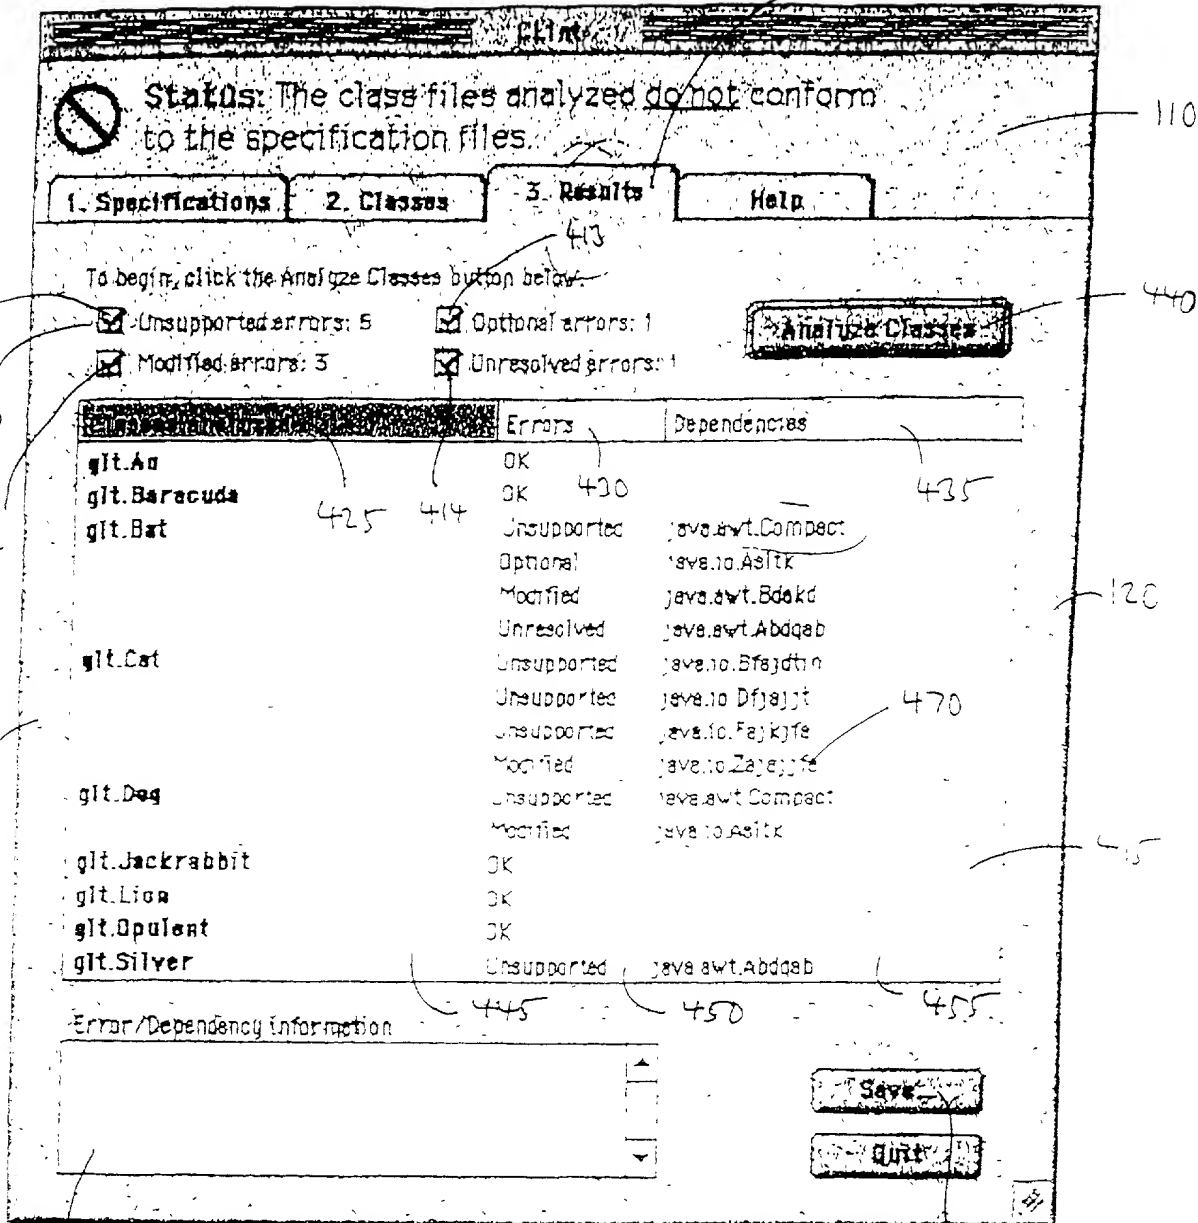 Status: The class files analyzed do not conform
to the specification files.
110
1. Specifications 2. Classes 3. Results Help
413
To begin, click the Analyze Classes button below.
440
Unsupported errors: 5 Optional errors: 1 Analyze Classes
Modified errors: 3 Unresolved errors: 1
Errors Dependencies
glt.Ao OK
430 435
glt.Baracuda OK
425 414
glt.Bat Unsupported java.awt.Compact
Optional java.io.Asltk
Modified java.awt.Bdakd 120
Unresolved java.awt.Abdqab
glt.Cat Unsupported
Unsupported
470
Unsupported
Modified
glt.Dog Unsupported java.awt.Compact
Modified java.io.Asltk
415
glt.Jackrabbit OK
glt.Lion OK
glt.Opulent OK
glt.Silver Unsupported java.awt.Abdqab
445 450 455
Error/Dependency information
Save
Quit